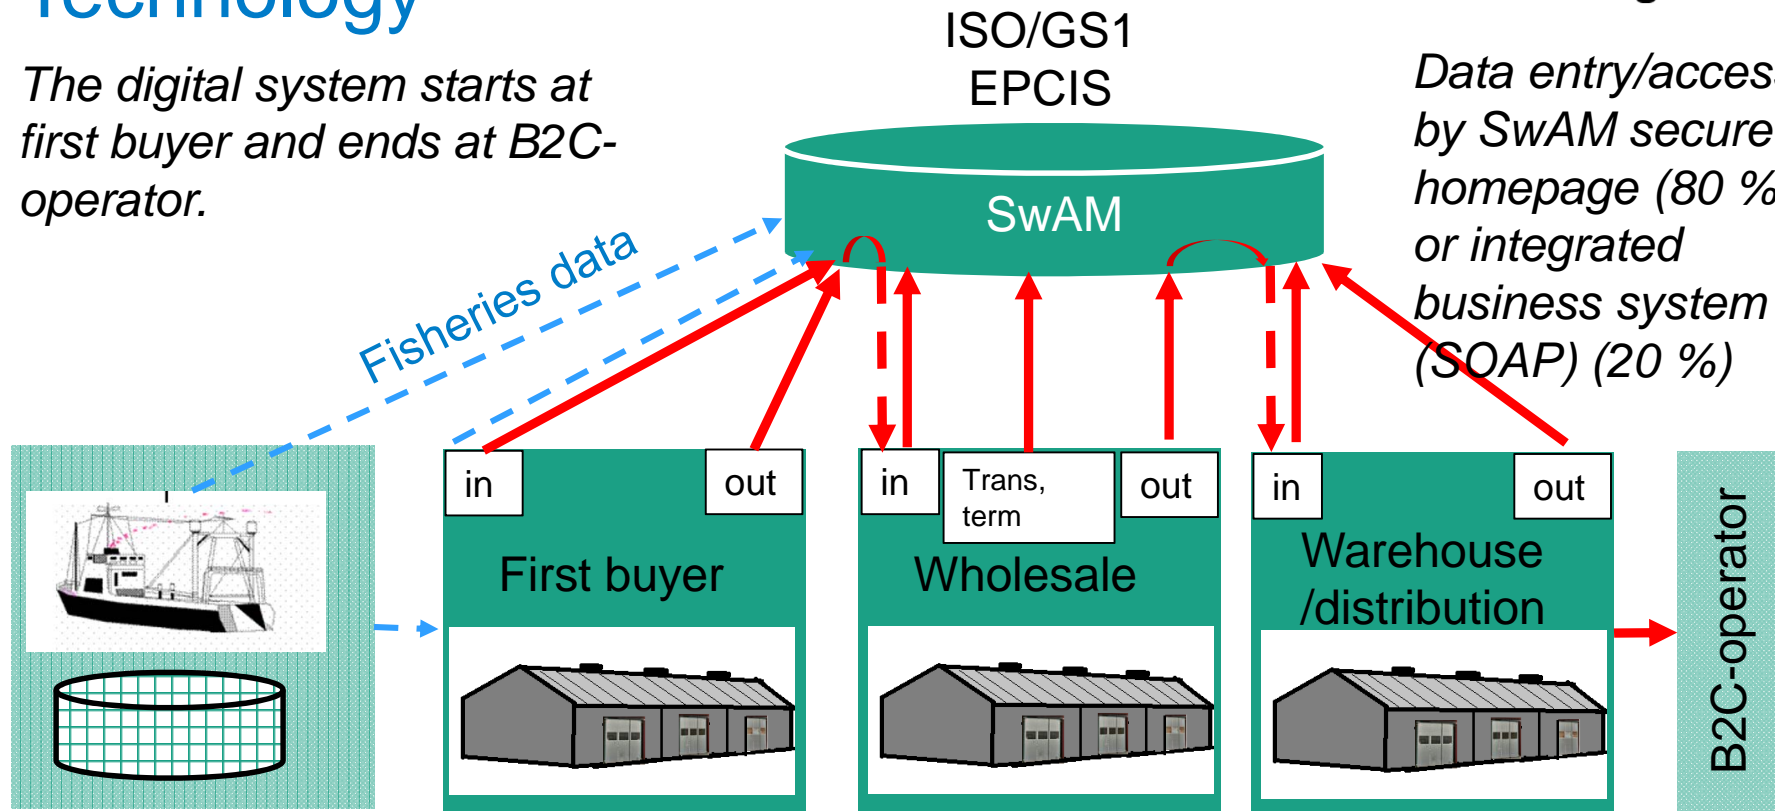 Technology
The digital system starts at
first buyer and ends at B2C-
operator.
ISO/GS1
EPCIS
SwAM
Data entry/acces
by SwAM secure
homepage (80 %
or integrated
business system
(SOAP) (20 %)
Fisheries data
in
out
First buyer
in
Trans,
term
out
Wholesale
in
out
Warehouse
/distribution
B2C-operator